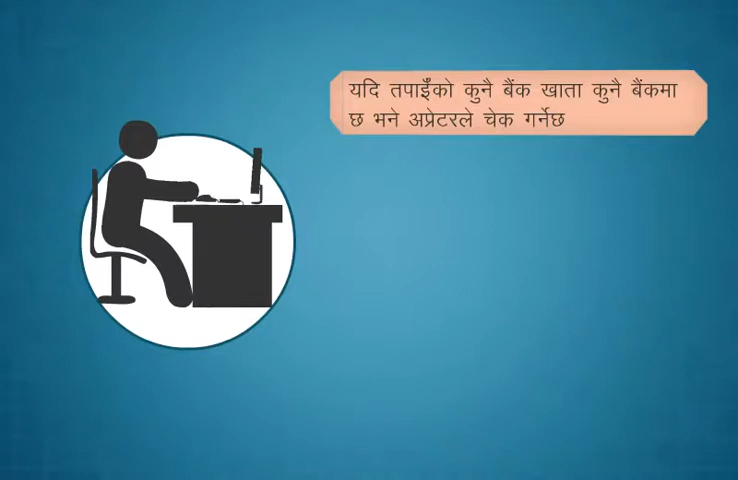 यदि तपाईँको कुनै बैंक खाता कुनै बैंकमा
छ भने अप्रेटरले चेक गर्नेछ